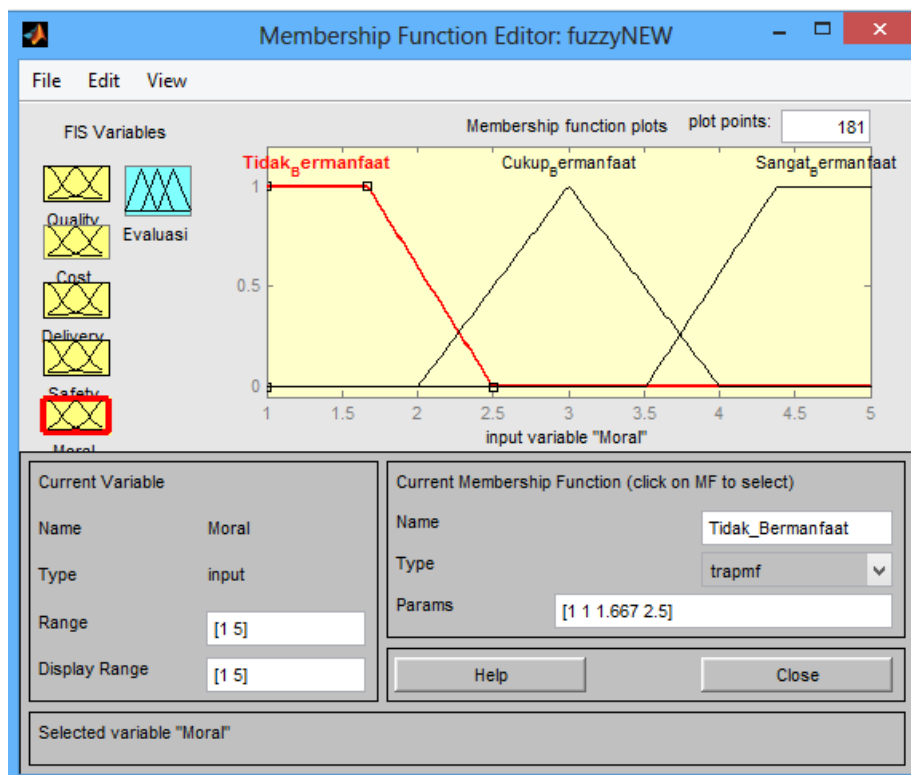 Membership Function Editor: fuzzyNEW
File Edit View
FIS Variables
Membership function plots
plot points:
181
Quality
Cost
Delivery
Safety
Moral
Evaluasi
Tidak_Bermanfaat
Cukup_Bermanfaat
Sangat_Bermanfaat
1
0.5
0
1 1.5 2 2.5 3 3.5 4 4.5 5
input variable "Moral"
Current Variable
Name Moral
Type input
Range [1 5]
Display Range [1 5]
Current Membership Function (click on MF to select)
Name Tidak_Bermanfaat
Type trapmf
Params [1 1 1.667 2.5]
Help Close
Selected variable "Moral"